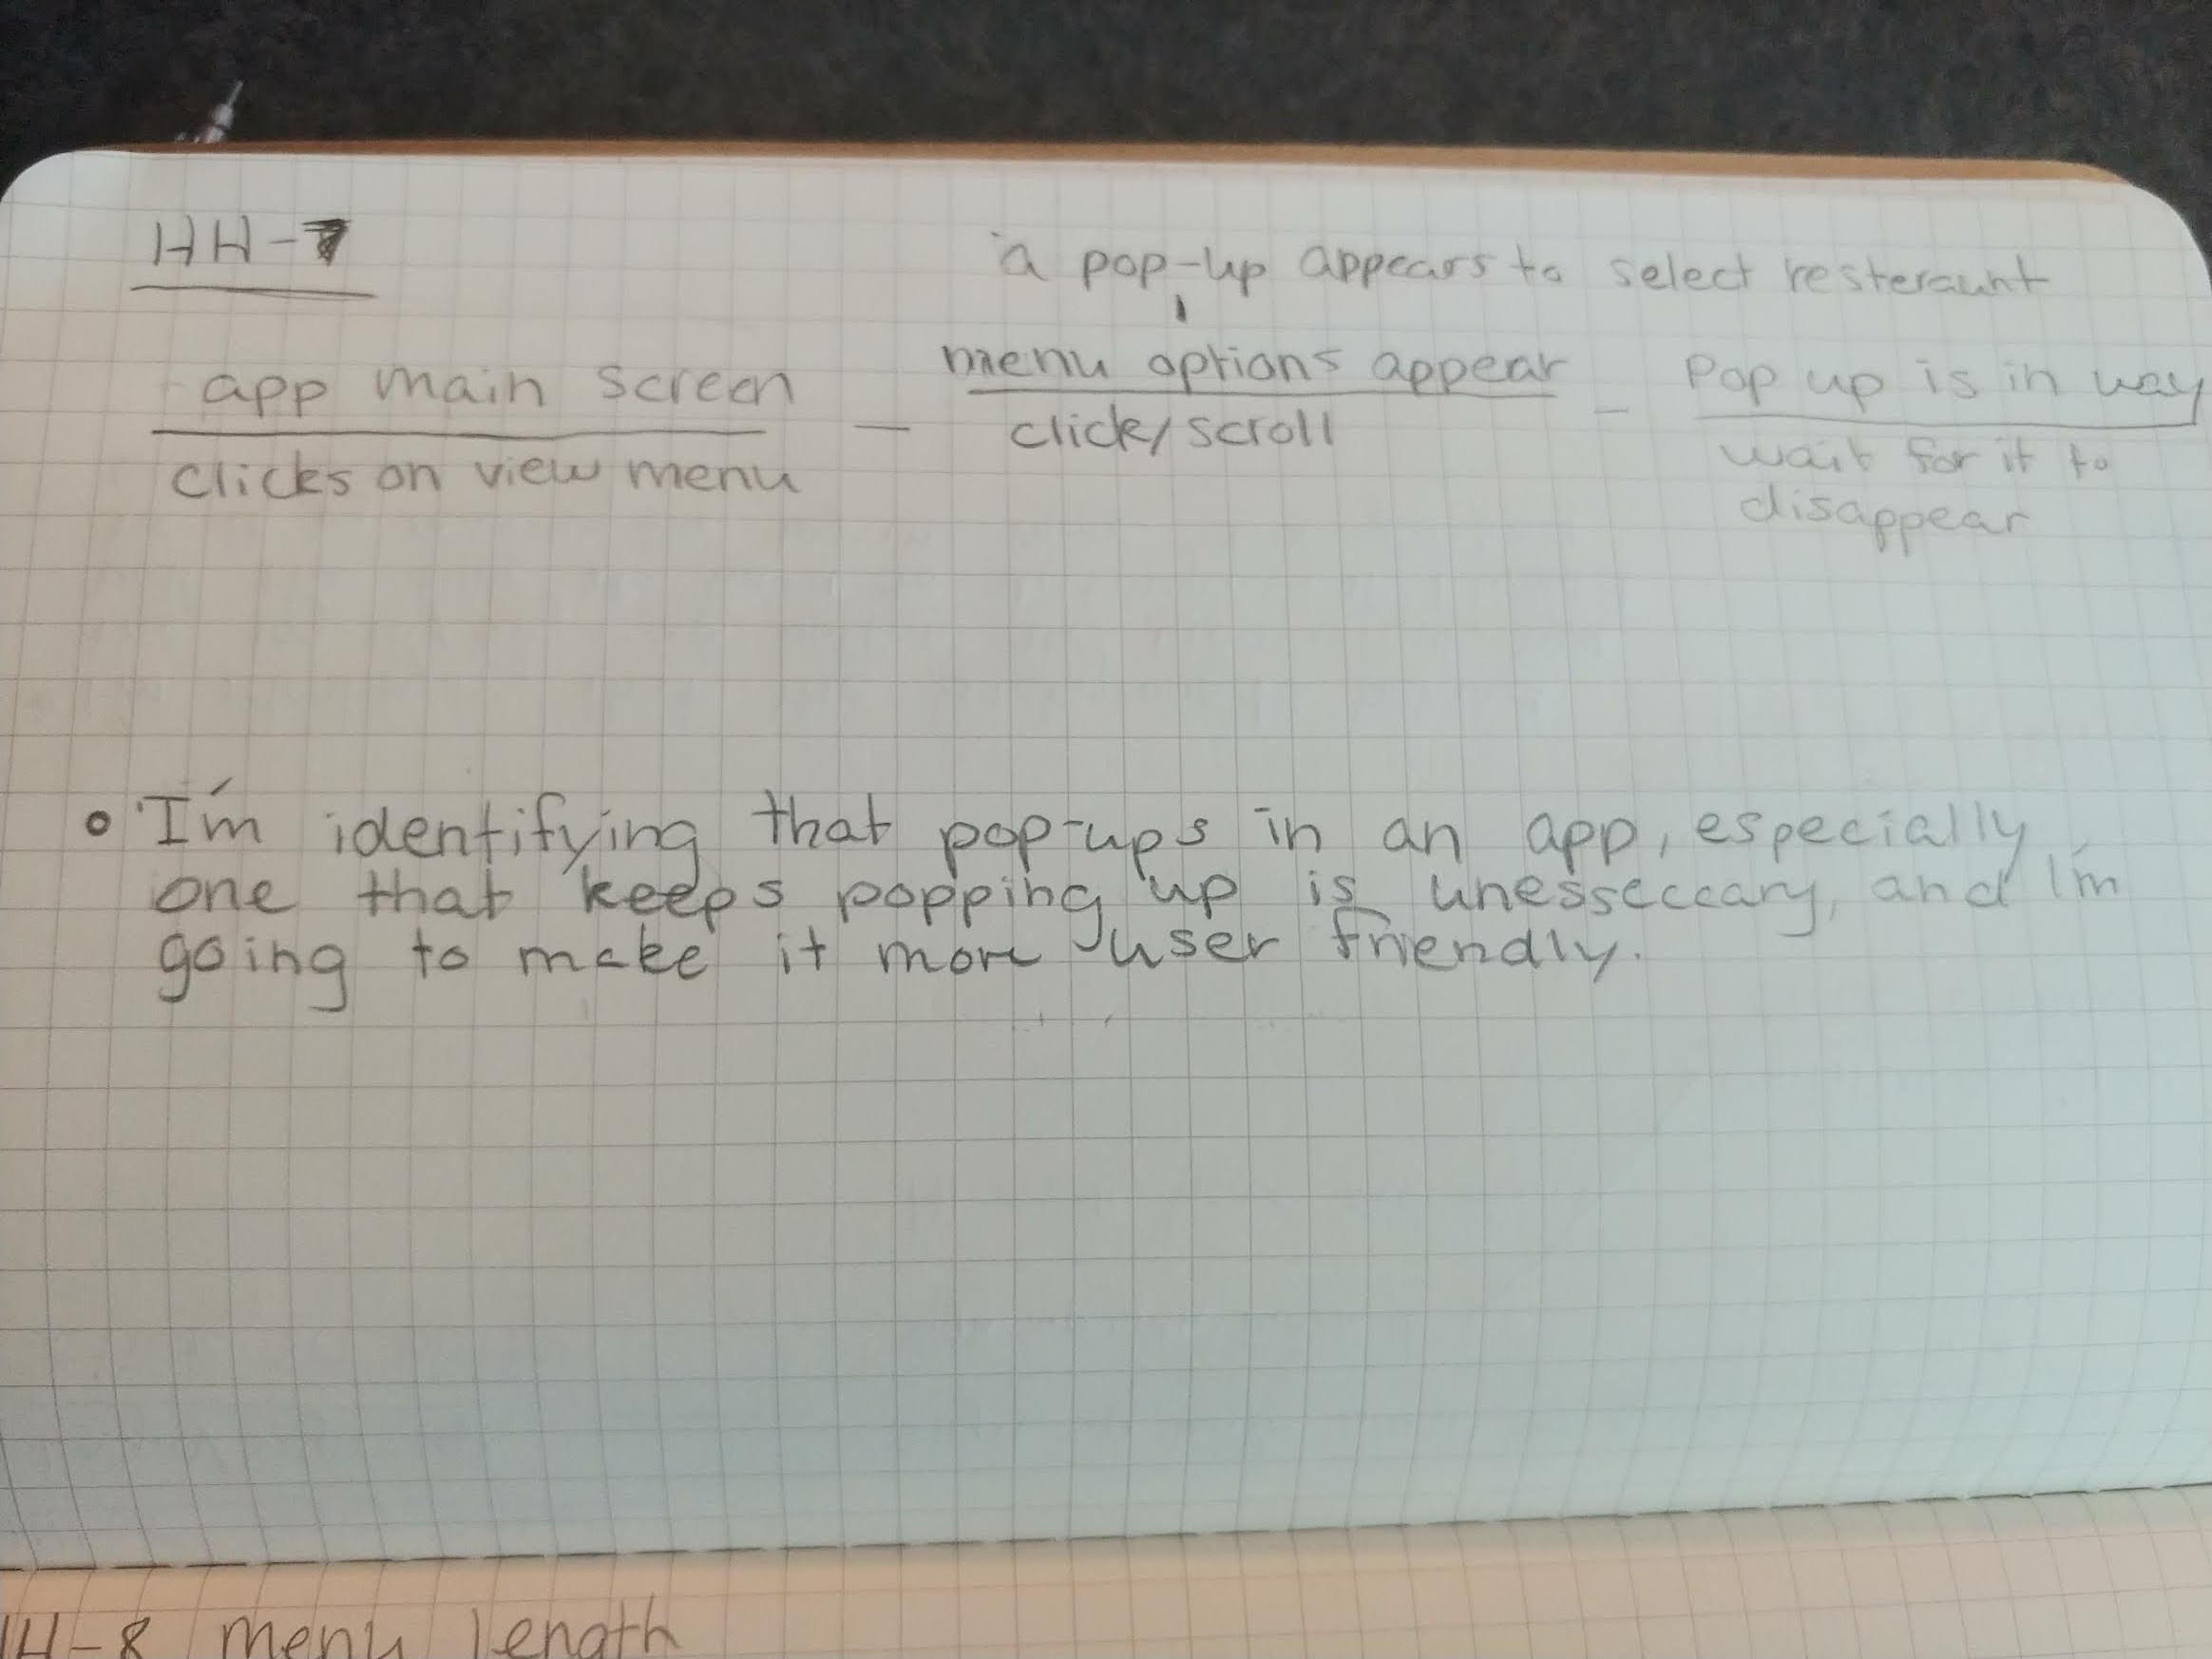 HH-7
a pop-up appears to select resteraunt
app main screen — menu options appear — Pop up is in way
clicks on view menu click/scroll wait for it to
disappear
• I'm identifying that pop-ups in an app, especially
one that keeps popping up is unesseccary, and I'm
going to make it more user friendly.
HH-8 menu length